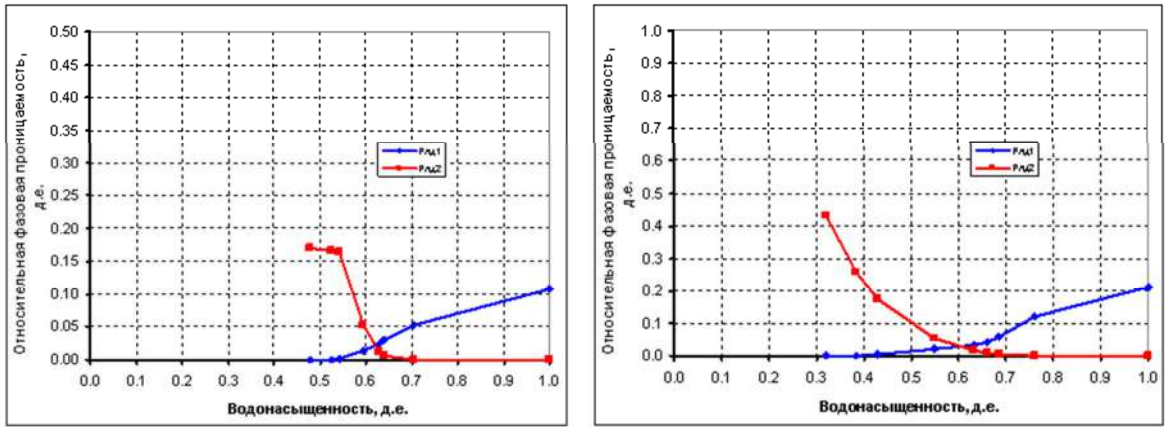 Относительная фазовая проницаемость,
д.е.
0.50
0.45
0.40
0.35
0.30
0.25
0.20
0.15
0.10
0.05
0.00
Ряд1
Ряд2
0.0 0.1 0.2 0.3 0.4 0.5 0.6 0.7 0.8 0.9 1.0
Водонасыщенность, д.е.
Относительная фазовая проницаемость,
д.е.
1.0
0.9
0.8
0.7
0.6
0.5
0.4
0.3
0.2
0.1
0.0
Ряд1
Ряд2
0.0 0.1 0.2 0.3 0.4 0.5 0.6 0.7 0.8 0.9 1.0
Водонасыщенность, д.е.